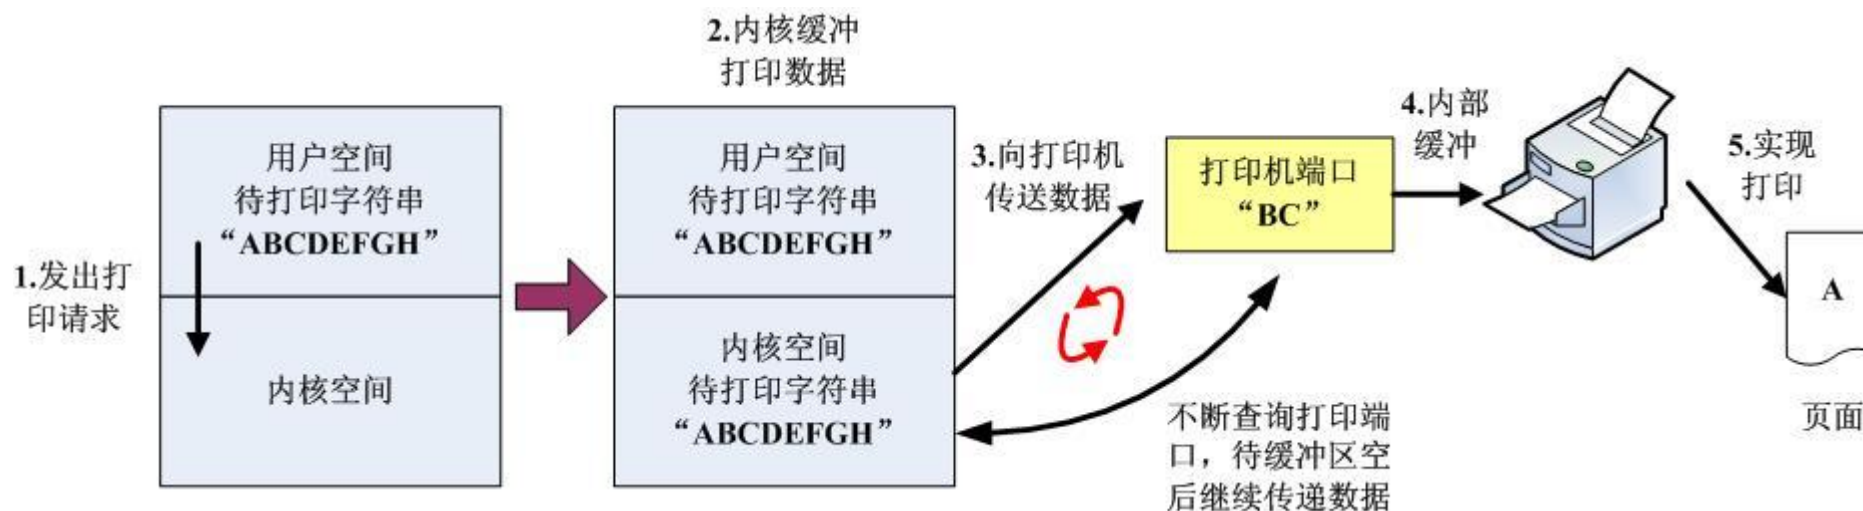 1.发出打
印请求
用户空间
待打印字符串
“ABCDEFGH”
内核空间
2.内核缓冲
打印数据
用户空间
待打印字符串
“ABCDEFGH”
内核空间
待打印字符串
“ABCDEFGH”
3.向打印机
传送数据
打印机端口
“BC”
不断查询打印端
口，待缓冲区空
后继续传递数据
4.内部
缓冲
5.实现
打印
A
页面